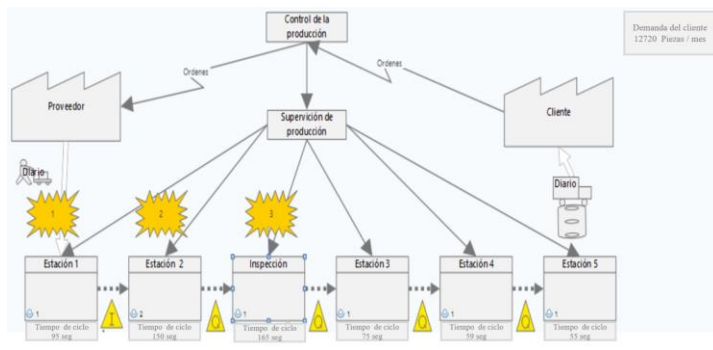 Control de la
producción
Demanda del cliente
12720 Piezas / mes
Ordenes
Ordenes
Proveedor
Supervición de
producción
Cliente
Diario
Diario
1
2
3
Estación 1
Estación 2
Inspección
Estación 3
Estación 4
Estación 5
1
2
1
1
1
1
I
Tiempo de ciclo
95 seg
Tiempo de ciclo
150 seg
Tiempo de ciclo
165 seg
Tiempo de ciclo
75 seg
Tiempo de ciclo
59 seg
Tiempo de ciclo
55 seg